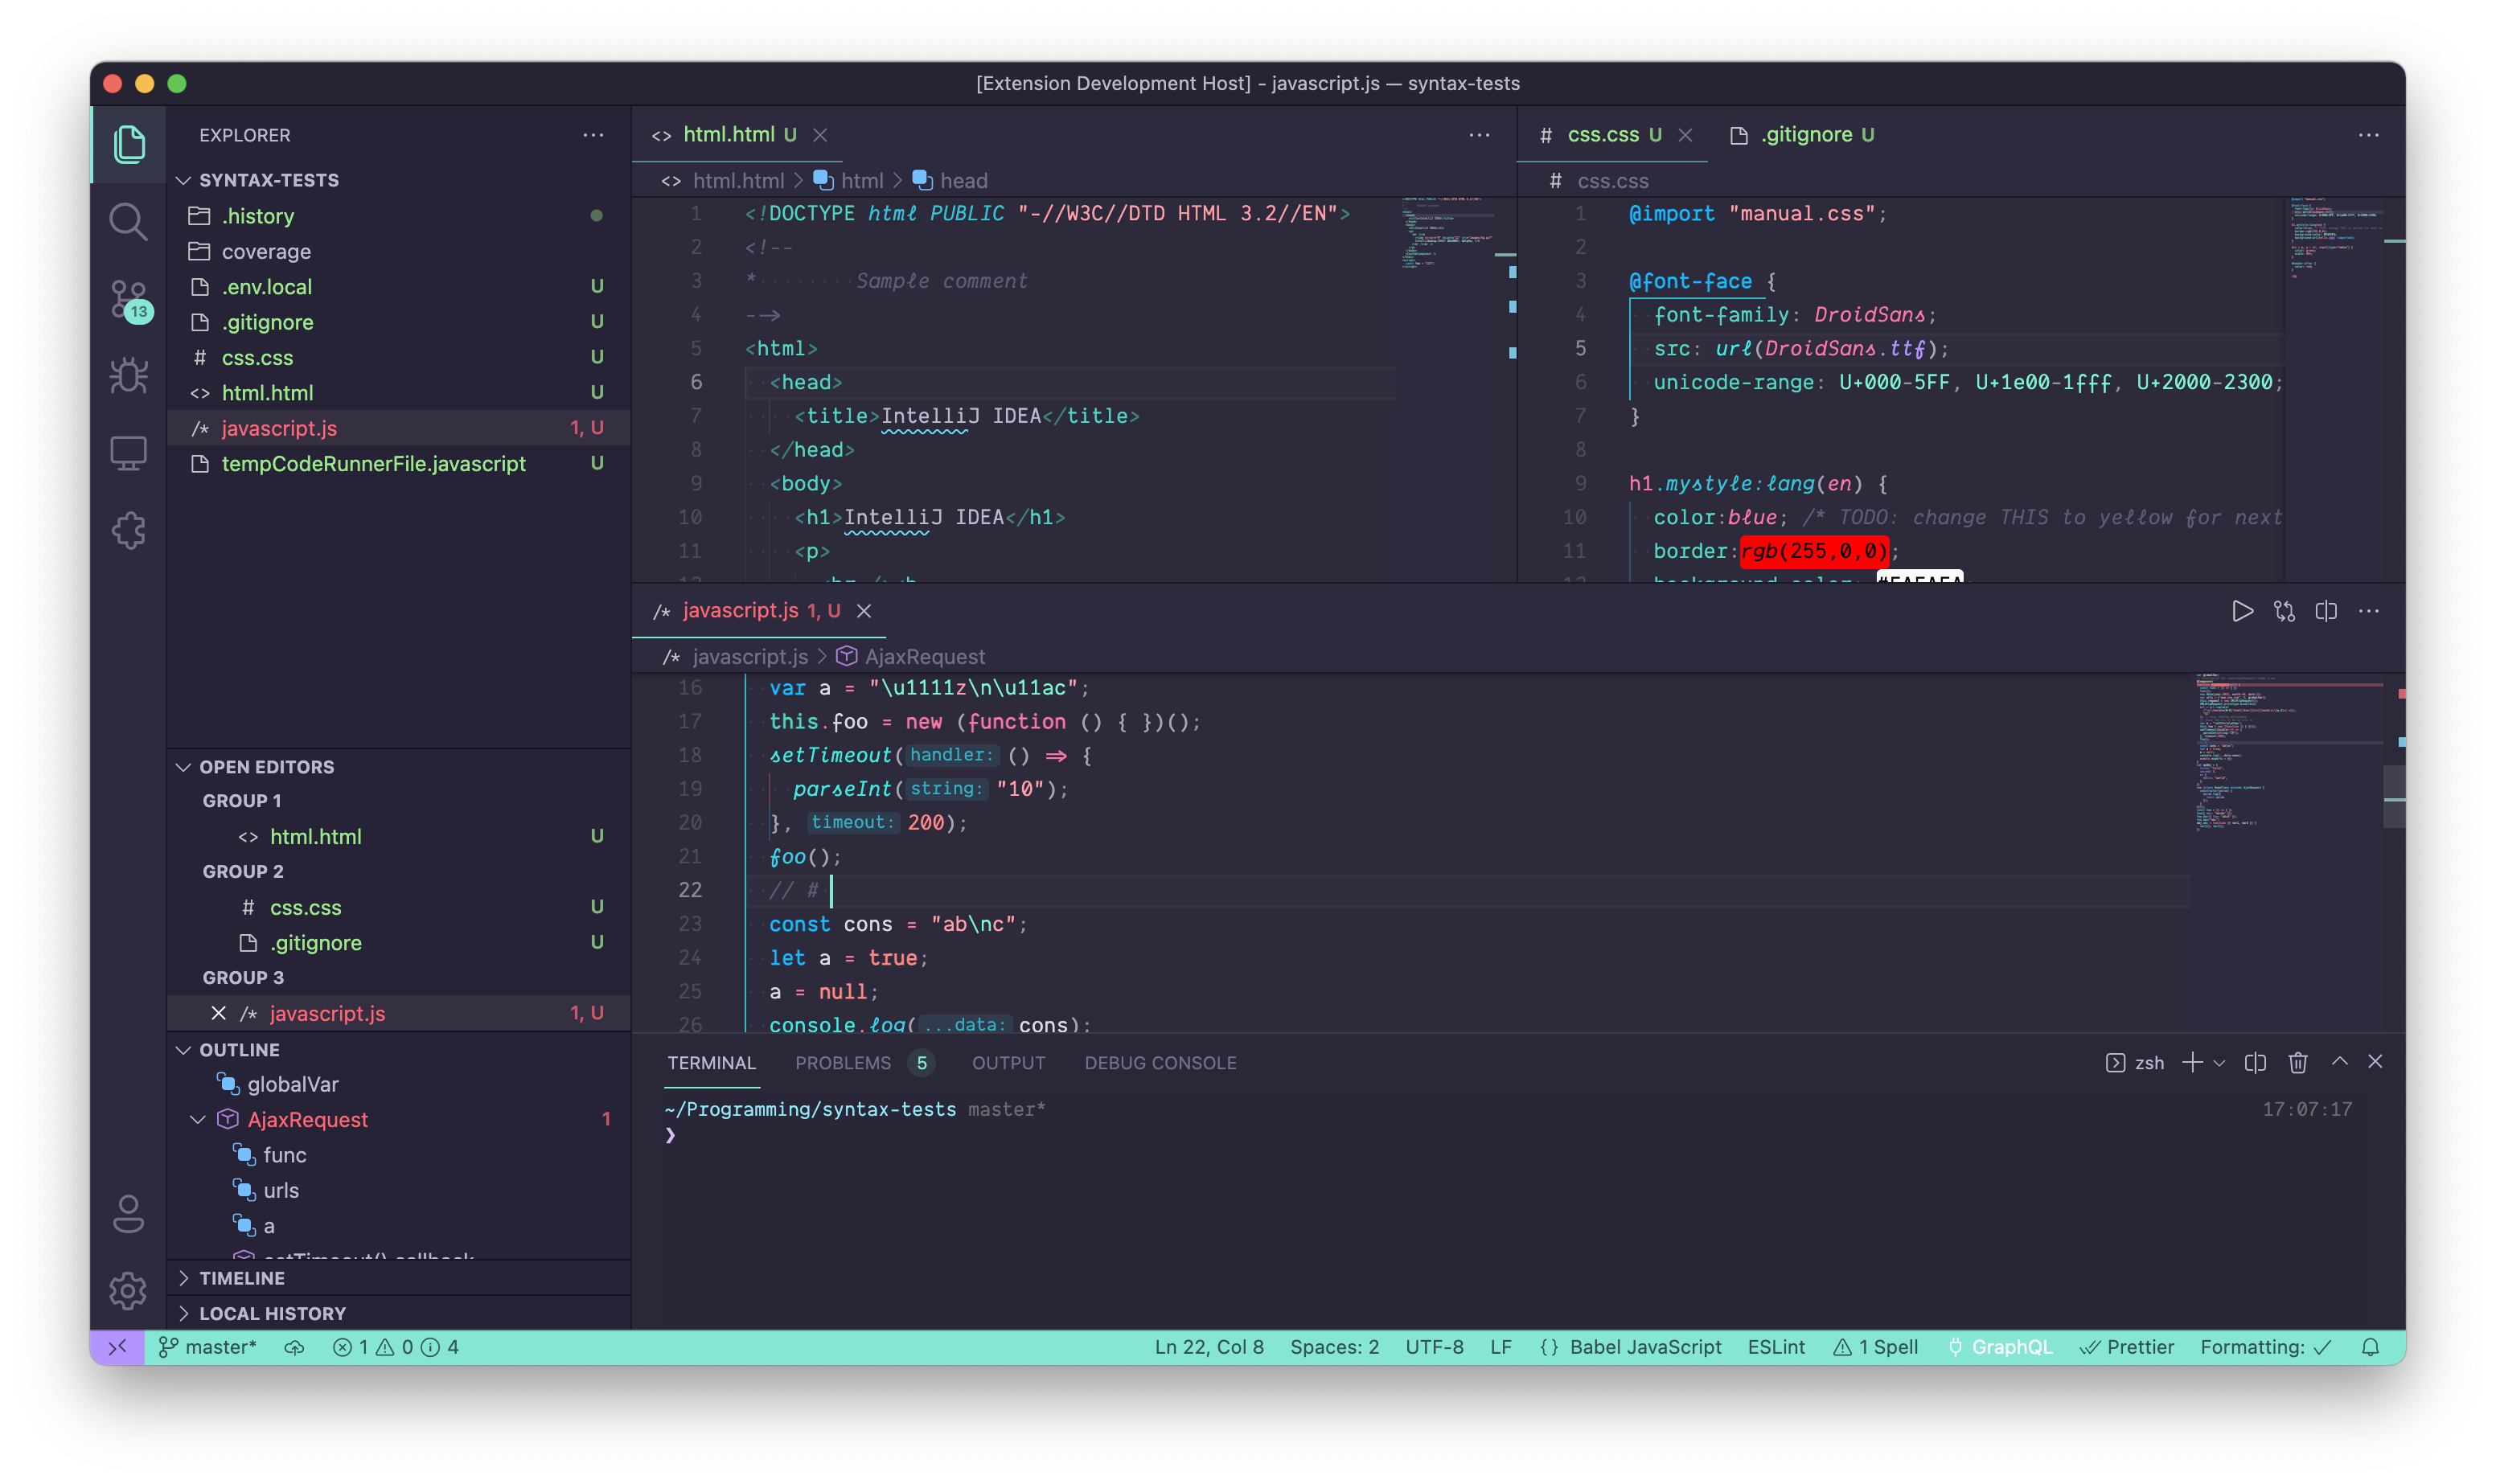 [Extension Development Host] - javascript.js — syntax-tests
EXPLORER
SYNTAX-TESTS
.history
coverage
.env.local U
.gitignore U
# css.css U
<> html.html U
/* javascript.js 1, U
tempCodeRunnerFile.javascript U
13
OPEN EDITORS
GROUP 1
<> html.html U
GROUP 2
# css.css U
.gitignore U
GROUP 3
/* javascript.js 1, U
OUTLINE
globalVar
AjaxRequest 1
func
urls
a
setTimeout() callback
TIMELINE
LOCAL HISTORY
<> html.html U
<> html.html > html > head
1 <!DOCTYPE html PUBLIC "-//W3C//DTD HTML 3.2//EN">
2 <!--
3 * Sample comment
4 -->
5 <html>
6 <head>
7 <title>IntelliJ IDEA</title>
8 </head>
9 <body>
10 <h1>IntelliJ IDEA</h1>
11 <p>
12
# css.css U .gitignore U
# css.css
1 @import "manual.css";
2
3 @font-face {
4 font-family: DroidSans;
5 src: url(DroidSans.ttf);
6 unicode-range: U+000-5FF, U+1e00-1fff, U+2000-2300;
7 }
8
9 h1.mystyle:lang(en) {
10 color:blue; /* TODO: change THIS to yellow for next
11 border:rgb(255,0,0);
12 background-color: #FAFAFA
/* javascript.js 1, U
/* javascript.js > AjaxRequest
16 var a = "\u1111z\n\u11ac";
17 this.foo = new (function () { })();
18 setTimeout(handler: () => {
19 parseInt(string: "10");
20 }, timeout: 200);
21 foo();
22 // #
23 const cons = "ab\nc";
24 let a = true;
25 a = null;
26 console.log(...data: cons);
TERMINAL PROBLEMS 5 OUTPUT DEBUG CONSOLE zsh
~/Programming/syntax-tests master* 17:07:17
❯
master* 1 0 4 Ln 22, Col 8 Spaces: 2 UTF-8 LF {} Babel JavaScript ESLint 1 Spell GraphQL Prettier Formatting: ✓